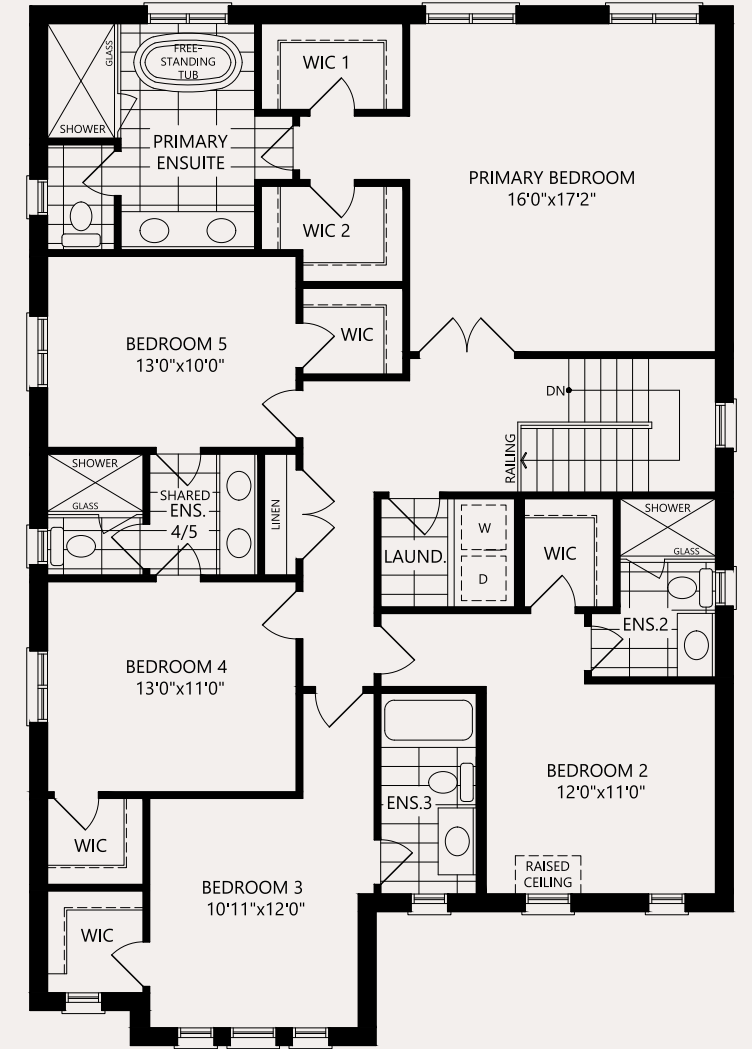 FREE-
STANDING
TUB
GLASS
SHOWER
WIC 1
PRIMARY
ENSUITE
PRIMARY BEDROOM
16'0"x17'2"
WIC 2
BEDROOM 5
13'0"x10'0"
WIC
DN
RAILING
SHOWER
GLASS
SHARED
ENS.
4/5
LINEN
LAUND.
W
D
WIC
SHOWER
GLASS
ENS.2
BEDROOM 4
13'0"x11'0"
WIC
BEDROOM 2
12'0"x11'0"
ENS.3
RAISED
CEILING
BEDROOM 3
10'11"x12'0"
WIC